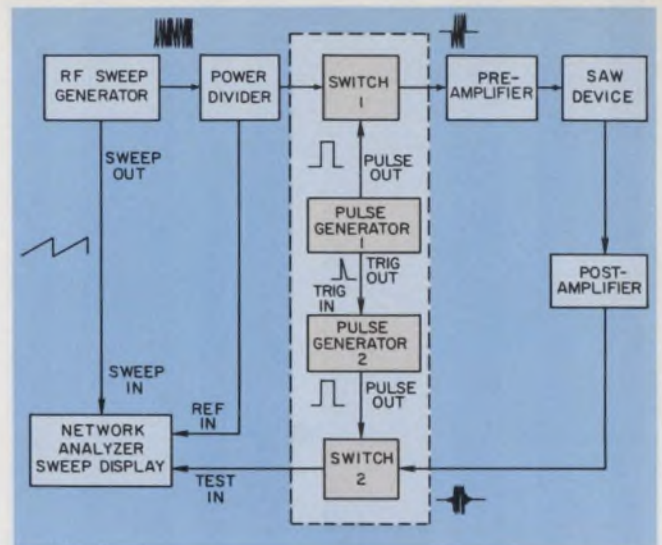 RF SWEEP
GENERATOR
POWER
DIVIDER
SWITCH
1
PRE-
AMPLIFIER
SAW
DEVICE
SWEEP
OUT
PULSE
OUT
PULSE
GENERATOR
1
TRIG
OUT
TRIG
IN
POST-
AMPLIFIER
PULSE
GENERATOR
2
SWEEP
IN
REF
IN
PULSE
OUT
NETWORK
ANALYZER
SWEEP DISPLAY
TEST
IN
SWITCH
2